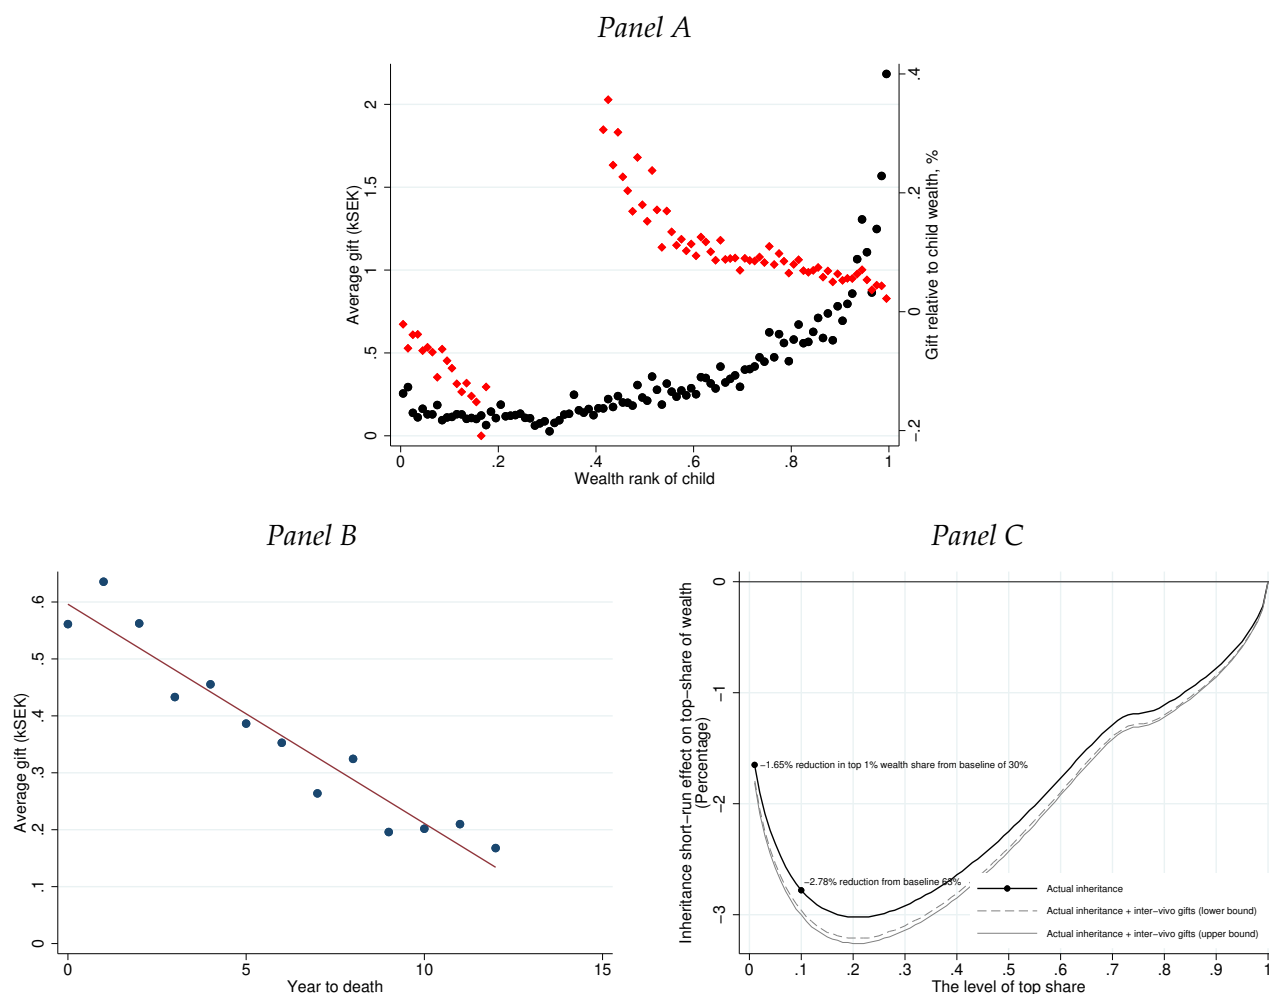 Panel A
Average gift (kSEK)
0 .5 1 1.5 2
Gift relative to child wealth, %
-.2 0 .2 .4
0 .2 .4 .6 .8 1
Wealth rank of child
Panel B
Average gift (kSEK)
0 .1 .2 .3 .4 .5 .6
0 5 10 15
Year to death
Panel C
Inheritance short-run effect on top-share of wealth
(Percentage)
0
-1
-2
-3
-1.65% reduction in top 1% wealth share from baseline of 30%
-2.78% reduction from baseline 63%
Actual inheritance
Actual inheritance + inter-vivo gifts (lower bound)
Actual inheritance + inter-vivo gifts (upper bound)
0 .1 .2 .3 .4 .5 .6 .7 .8 .9 1
The level of top share